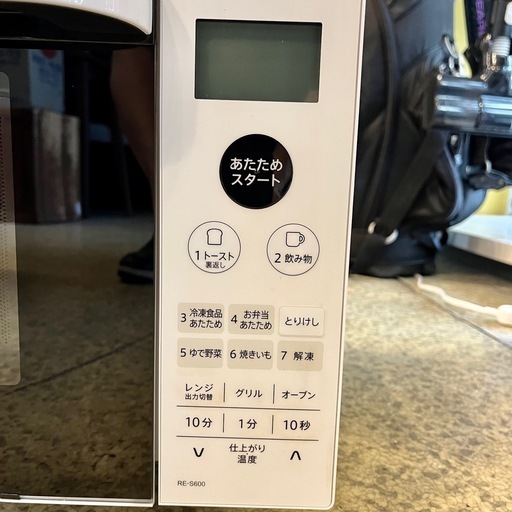 あたため
スタート
1 トースト
裏返し
2 飲み物
3 冷凍食品
あたため
4 お弁当
あたため
とりけし
5 ゆで野菜
6 焼きいも
7 解凍
レンジ
出力切替
グリル
オーブン
10分
1分
10秒
仕上がり
温度
RE-S600